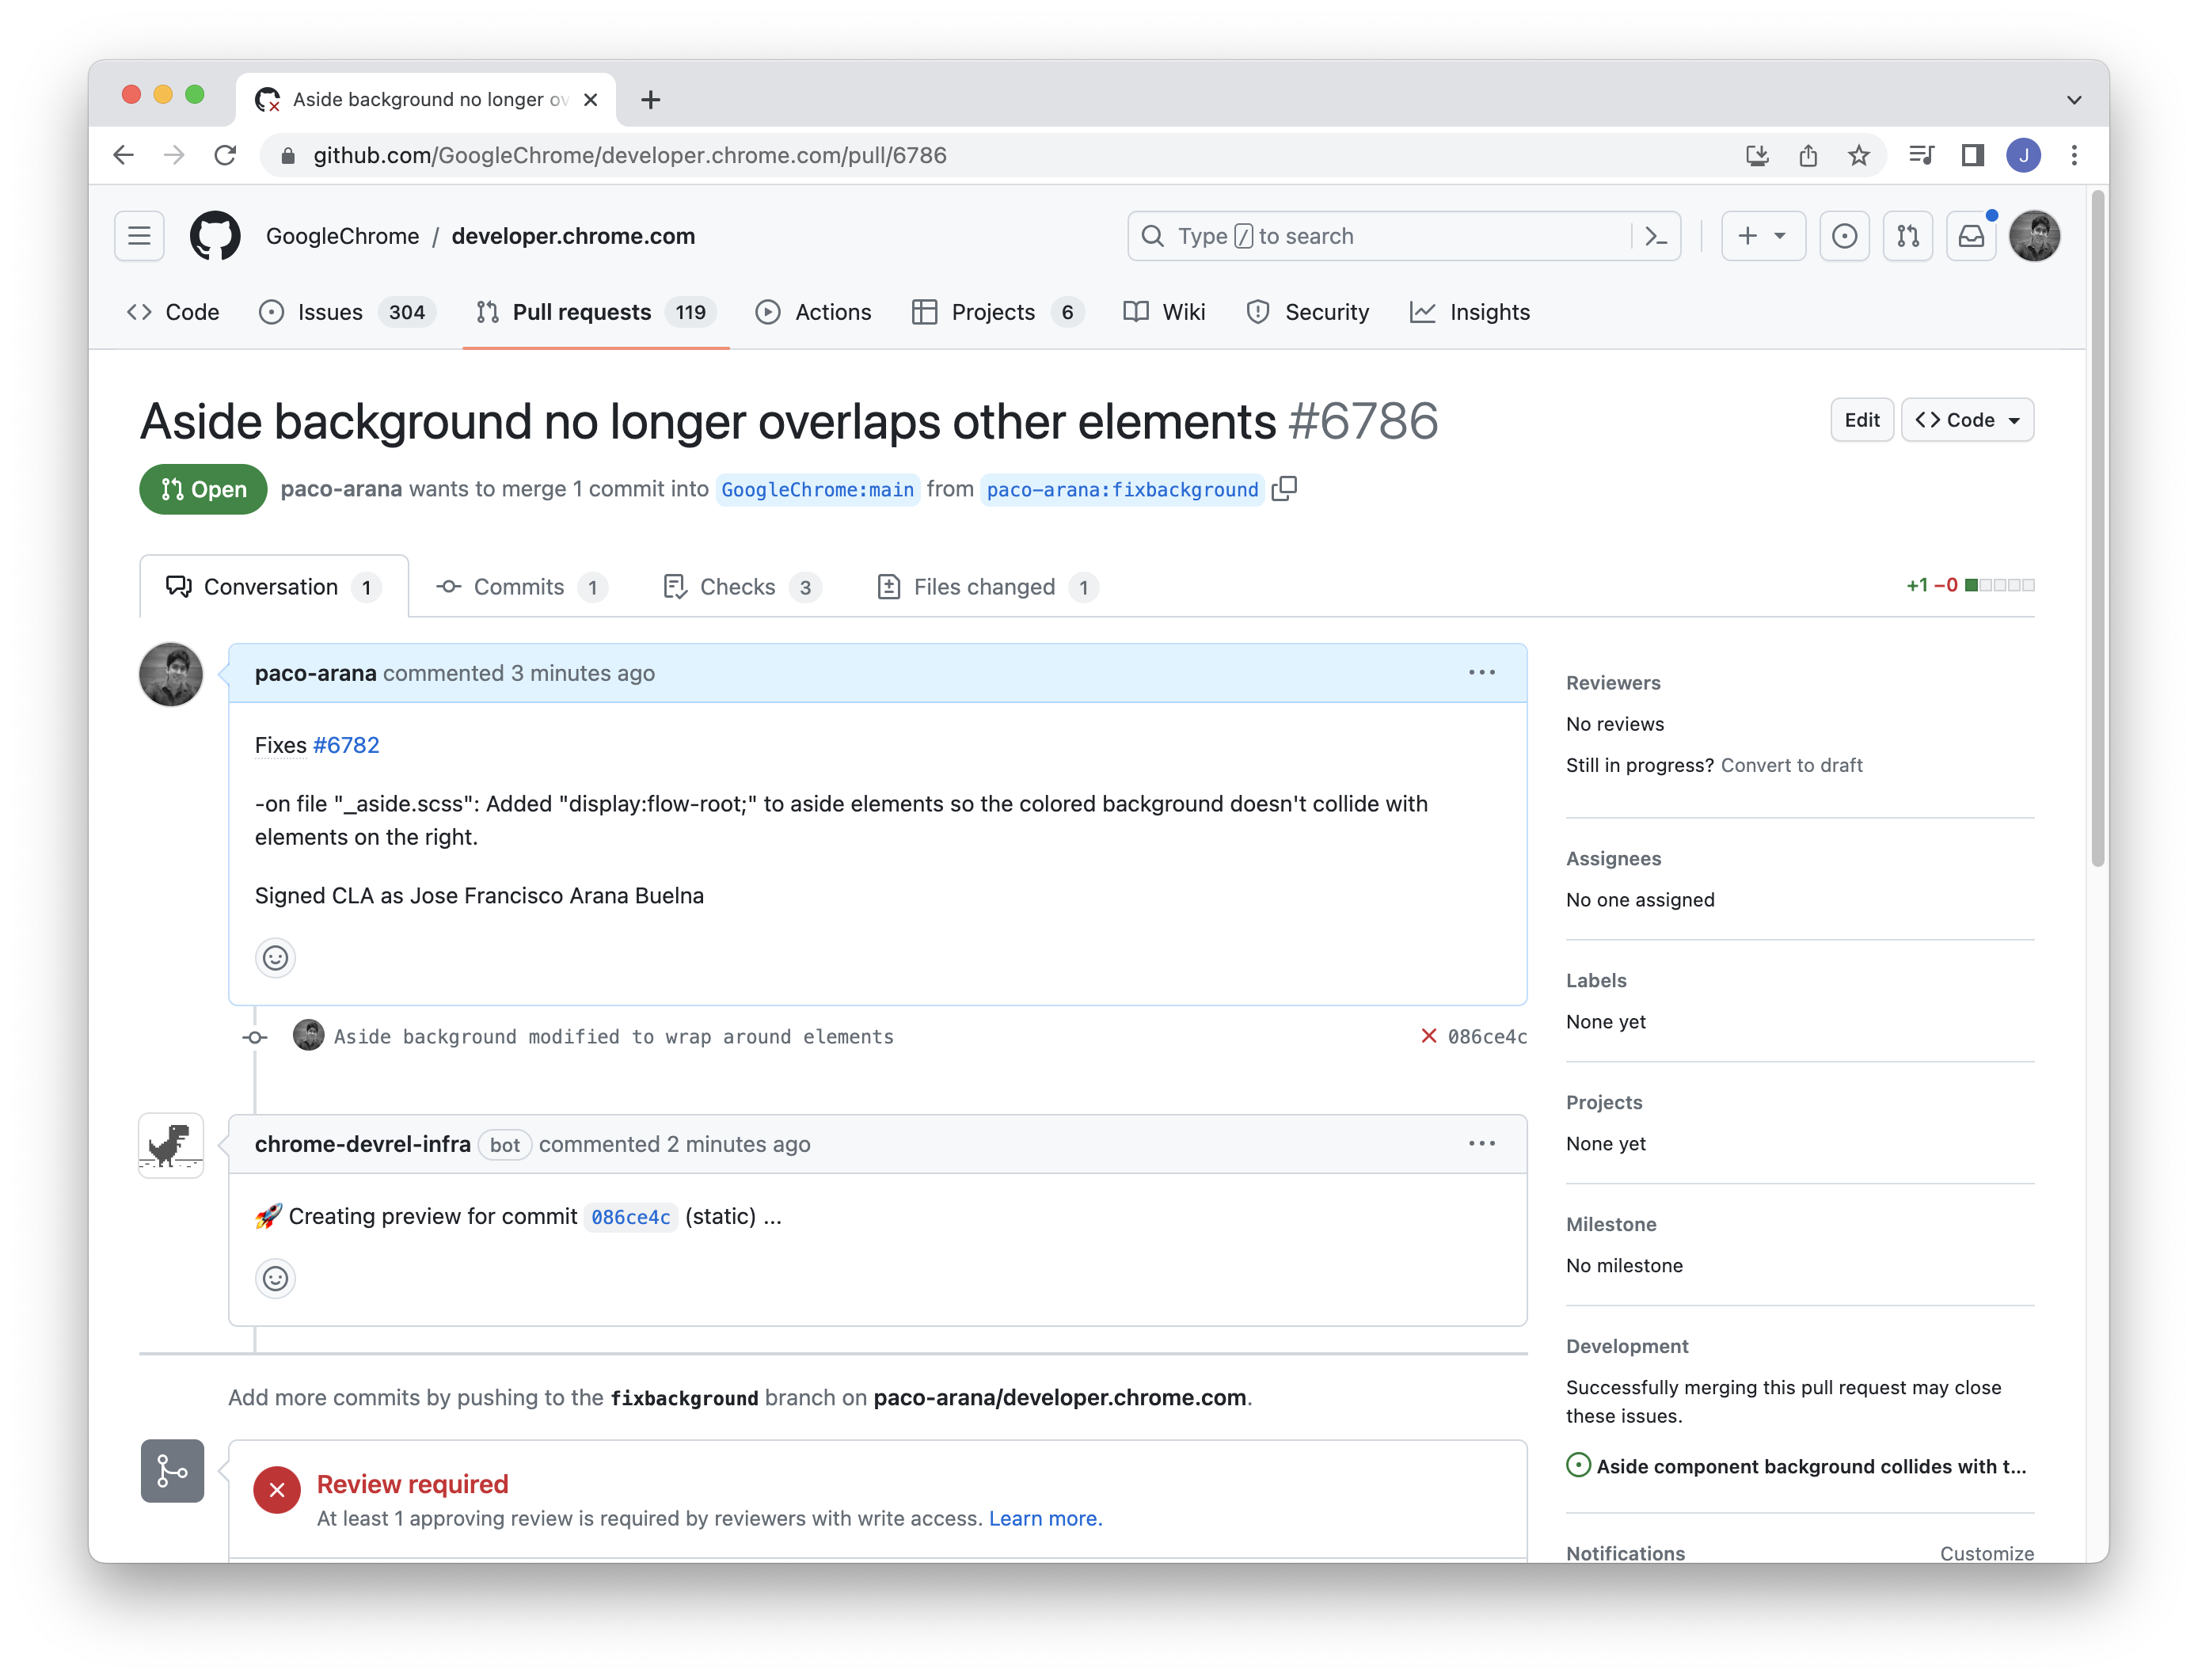 Aside background no longer ov
github.com/GoogleChrome/developer.chrome.com/pull/6786
J
GoogleChrome / developer.chrome.com
Type / to search
Code
Issues 304
Pull requests 119
Actions
Projects 6
Wiki
Security
Insights
Aside background no longer overlaps other elements #6786
Edit
Code
Open
paco-arana wants to merge 1 commit into GoogleChrome:main from paco-arana:fixbackground
Conversation 1
Commits 1
Checks 3
Files changed 1
+1 −0
paco-arana commented 3 minutes ago
Fixes #6782
-on file "_aside.scss": Added "display:flow-root;" to aside elements so the colored background doesn't collide with
elements on the right.
Signed CLA as Jose Francisco Arana Buelna
Aside background modified to wrap around elements
086ce4c
chrome-devrel-infra bot commented 2 minutes ago
🚀 Creating preview for commit 086ce4c (static) ...
Add more commits by pushing to the fixbackground branch on paco-arana/developer.chrome.com.
Review required
At least 1 approving review is required by reviewers with write access. Learn more.
Reviewers
No reviews
Still in progress? Convert to draft
Assignees
No one assigned
Labels
None yet
Projects
None yet
Milestone
No milestone
Development
Successfully merging this pull request may close
these issues.
Aside component background collides with t...
Notifications
Customize